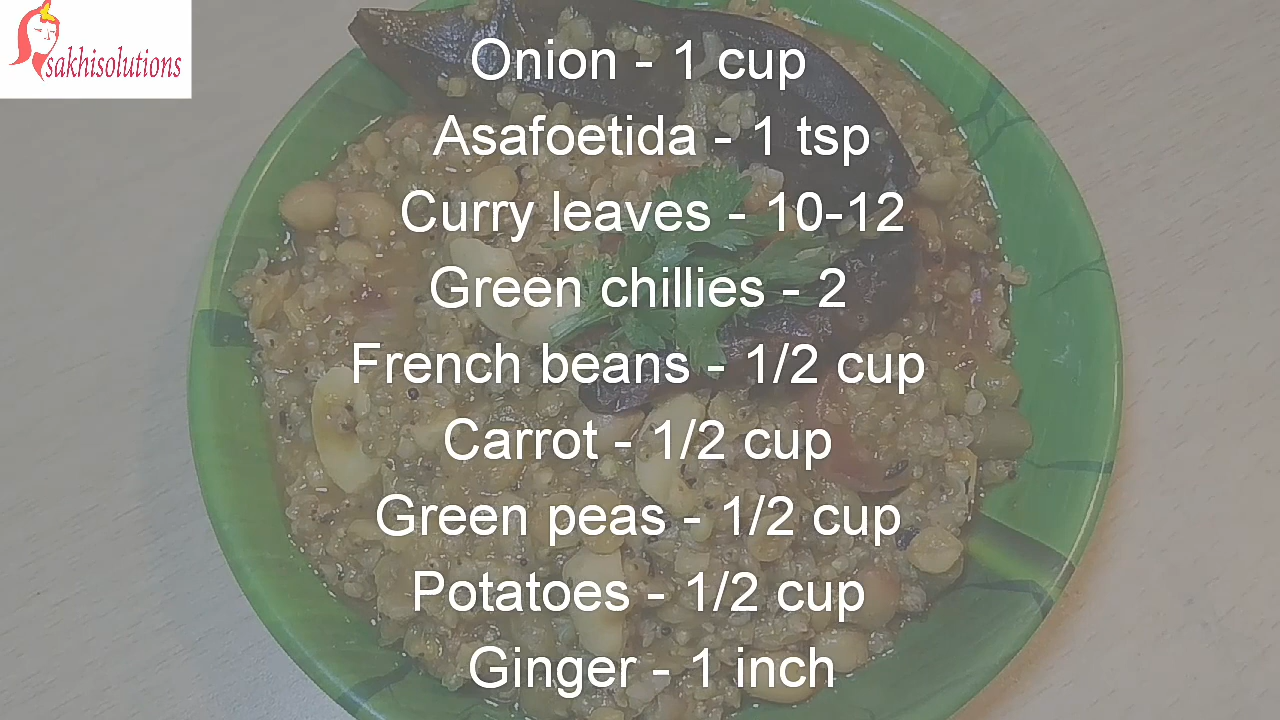 sakhisolutions
Onion - 1 cup
Asafoetida - 1 tsp
Curry leaves - 10-12
Green chillies - 2
French beans - 1/2 cup
Carrot - 1/2 cup
Green peas - 1/2 cup
Potatoes - 1/2 cup
Ginger - 1 inch